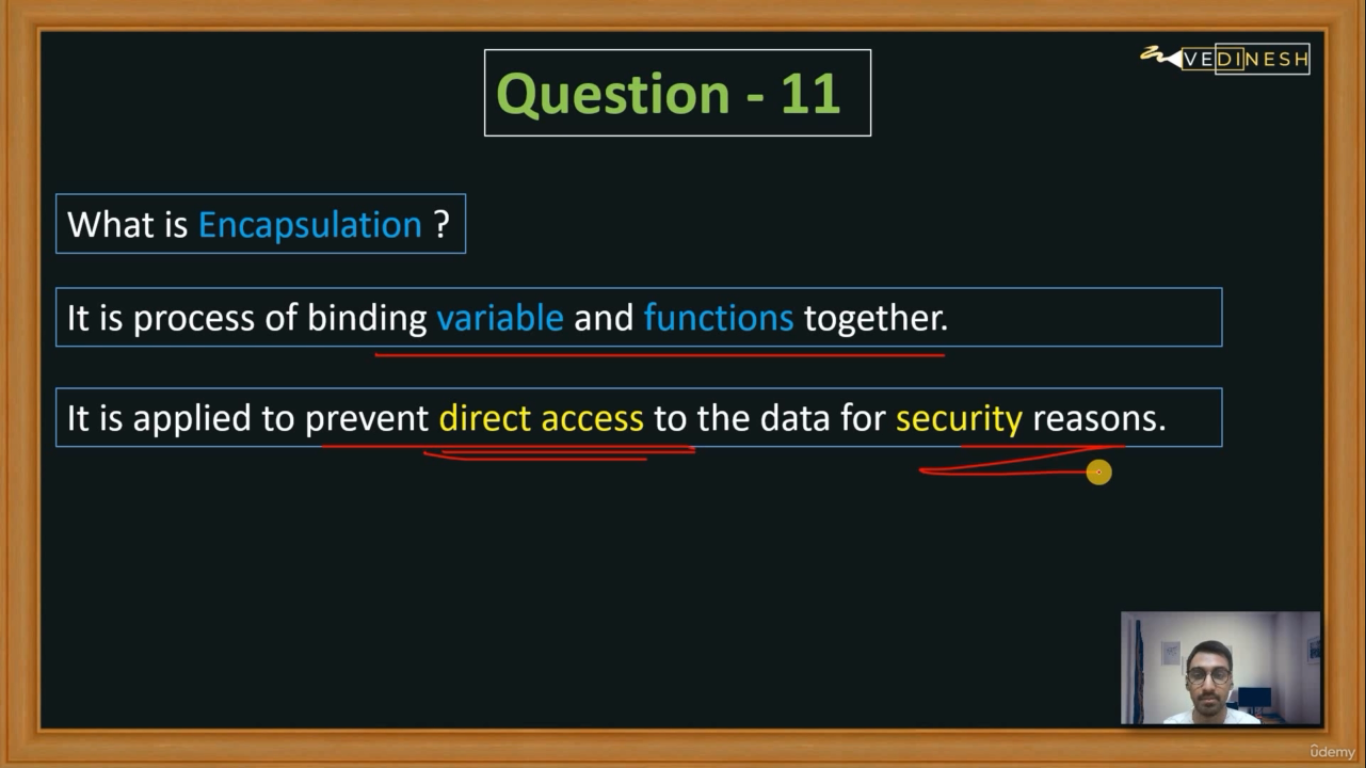 VEDINESH
Question - 11
What is Encapsulation ?
It is process of binding variable and functions together.
It is applied to prevent direct access to the data for security reasons.
ûdemy